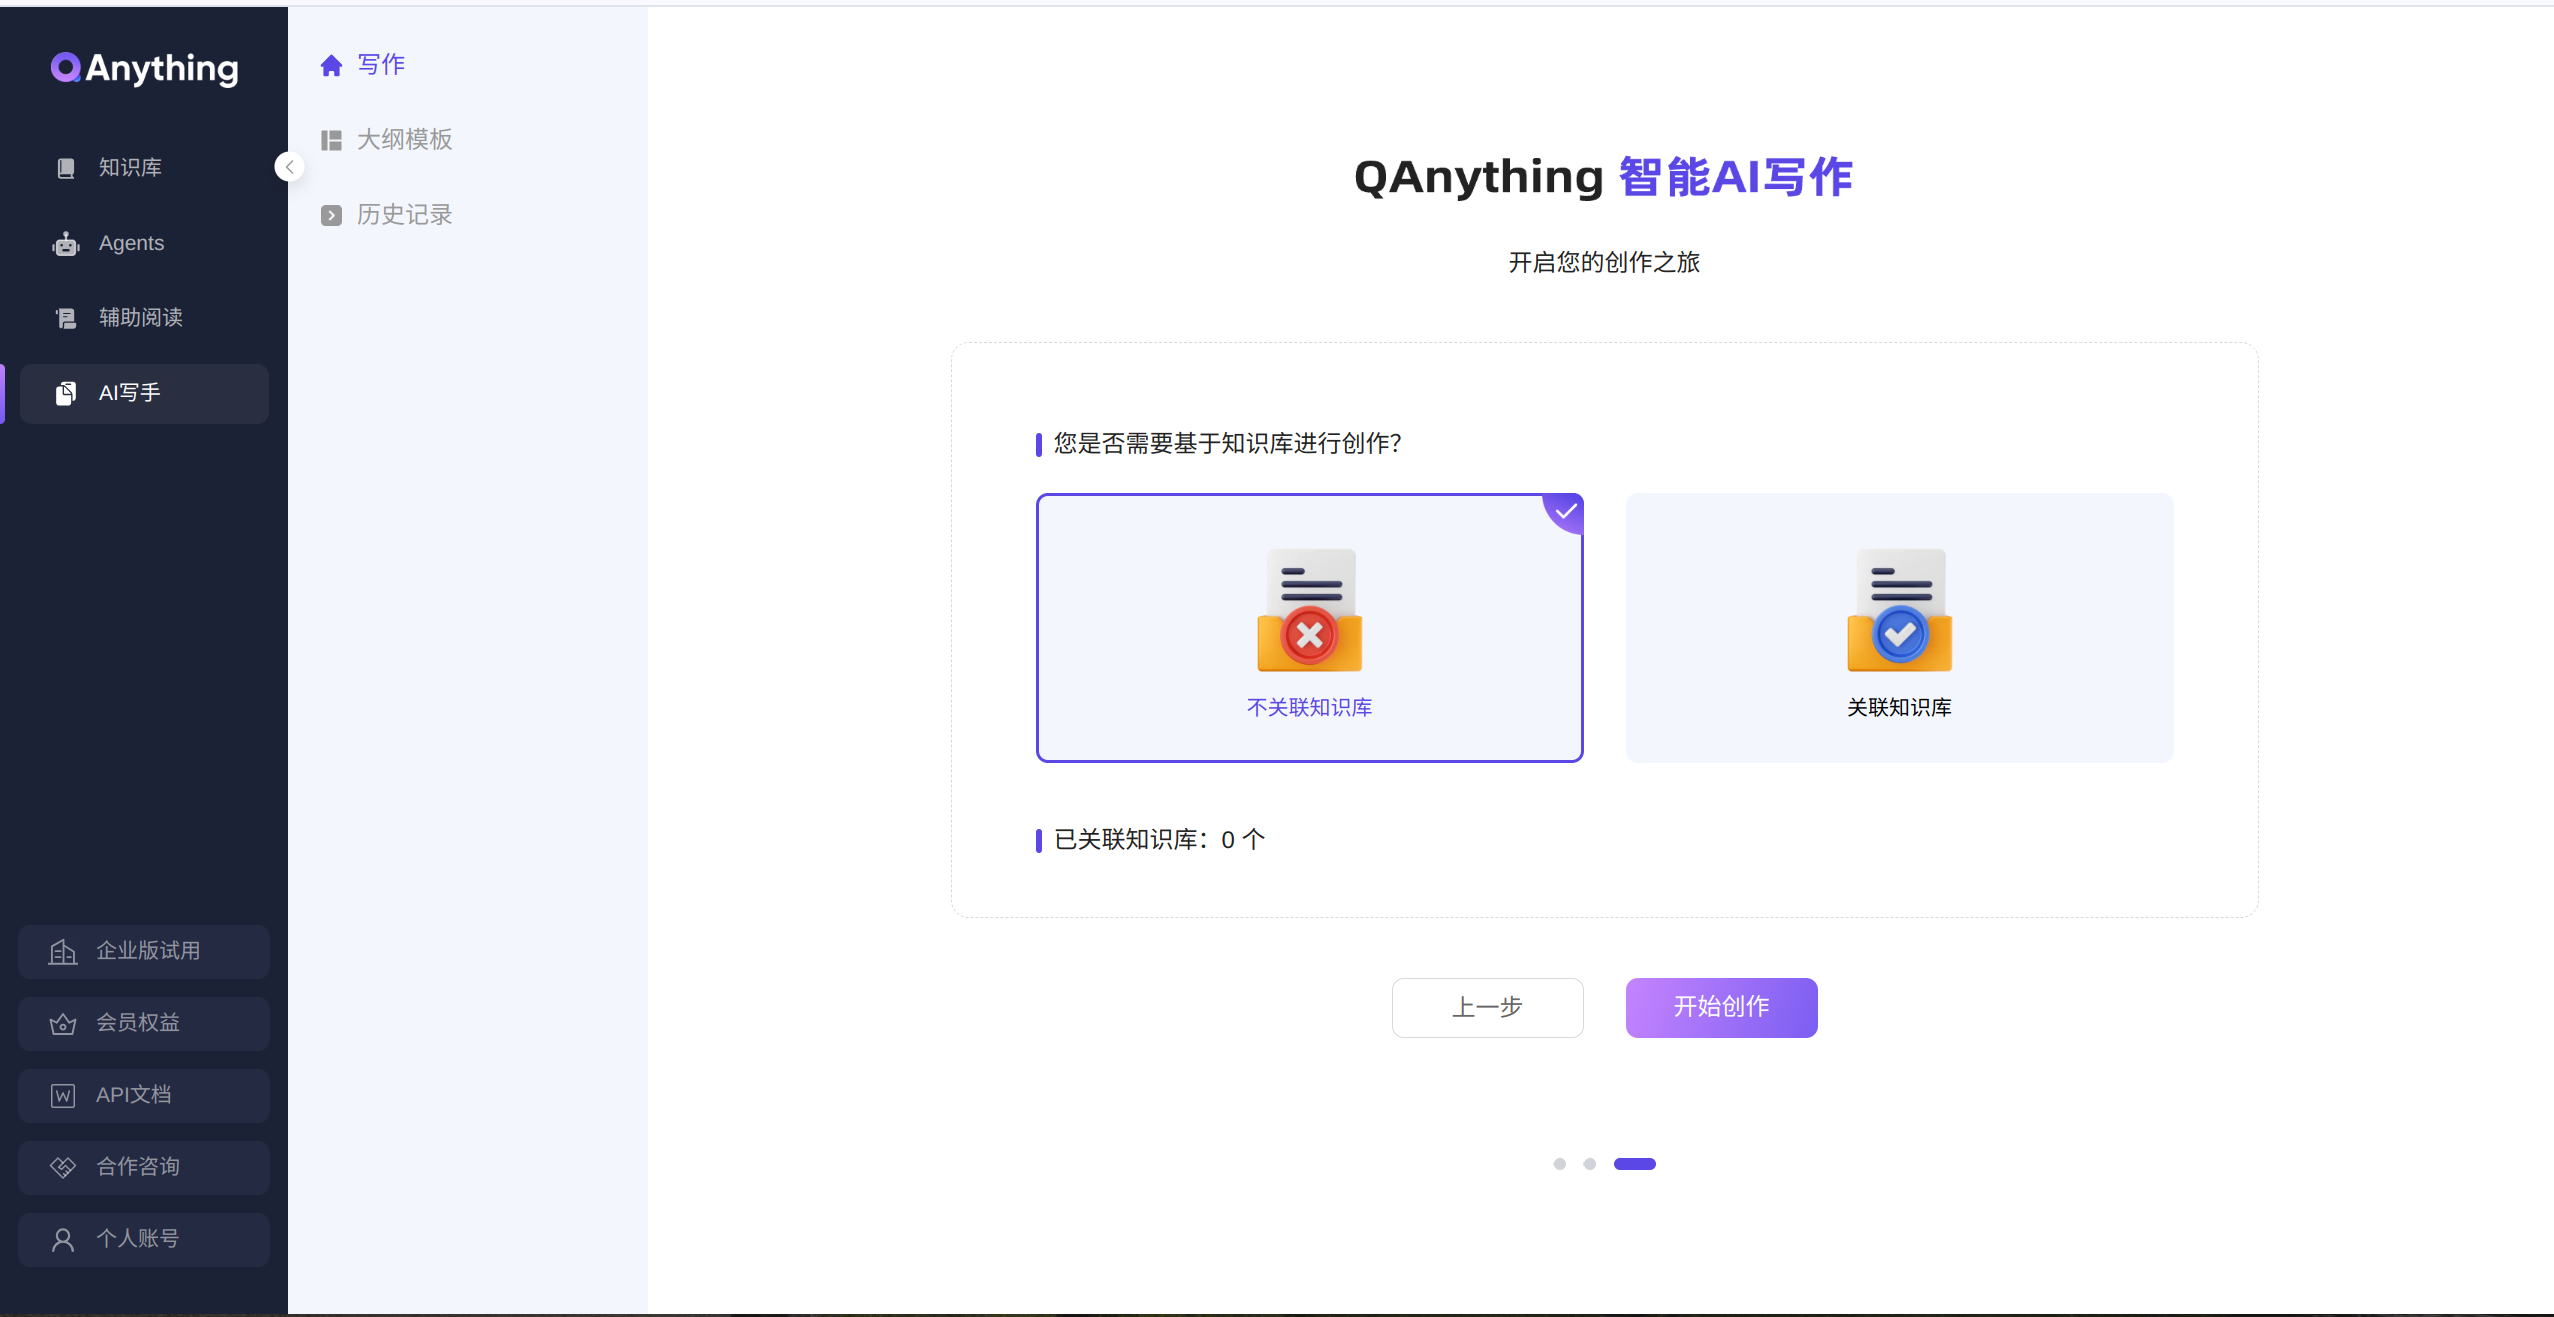 QAnything
知识库
Agents
辅助阅读
AI写手
企业版试用
会员权益
API文档
合作咨询
个人账号
写作
大纲模板
历史记录
QAnything 智能AI写作
开启您的创作之旅
您是否需要基于知识库进行创作?
不关联知识库
关联知识库
已关联知识库：0 个
上一步
开始创作